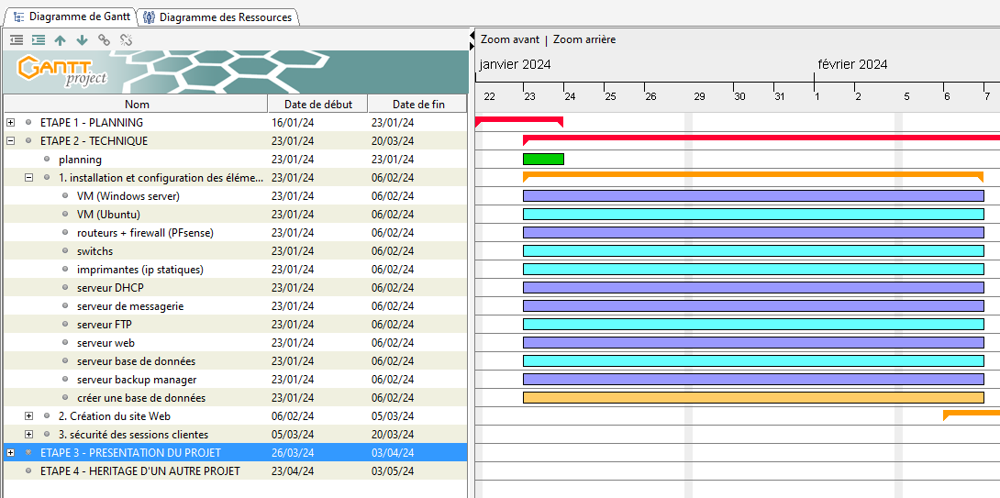 Diagramme de Gantt Diagramme des Ressources
Zoom avant | Zoom arrière
GANTT project
janvier 2024 février 2024
22 23 24 25 26 29 30 31 1 2 5 6 7
Nom Date de début Date de fin
ETAPE 1 - PLANNING 16/01/24 23/01/24
ETAPE 2 - TECHNIQUE 23/01/24 20/03/24
planning 23/01/24 23/01/24
1. installation et configuration des éléme... 23/01/24 06/02/24
VM (Windows server) 23/01/24 06/02/24
VM (Ubuntu) 23/01/24 06/02/24
routeurs + firewall (PFsense) 23/01/24 06/02/24
switchs 23/01/24 06/02/24
imprimantes (ip statiques) 23/01/24 06/02/24
serveur DHCP 23/01/24 06/02/24
serveur de messagerie 23/01/24 06/02/24
serveur FTP 23/01/24 06/02/24
serveur web 23/01/24 06/02/24
serveur base de données 23/01/24 06/02/24
serveur backup manager 23/01/24 06/02/24
créer une base de données 23/01/24 06/02/24
2. Création du site Web 06/02/24 05/03/24
3. sécurité des sessions clientes 05/03/24 20/03/24
ETAPE 3 - PRESENTATION DU PROJET 26/03/24 03/04/24
ETAPE 4 - HERITAGE D'UN AUTRE PROJET 23/04/24 03/05/24